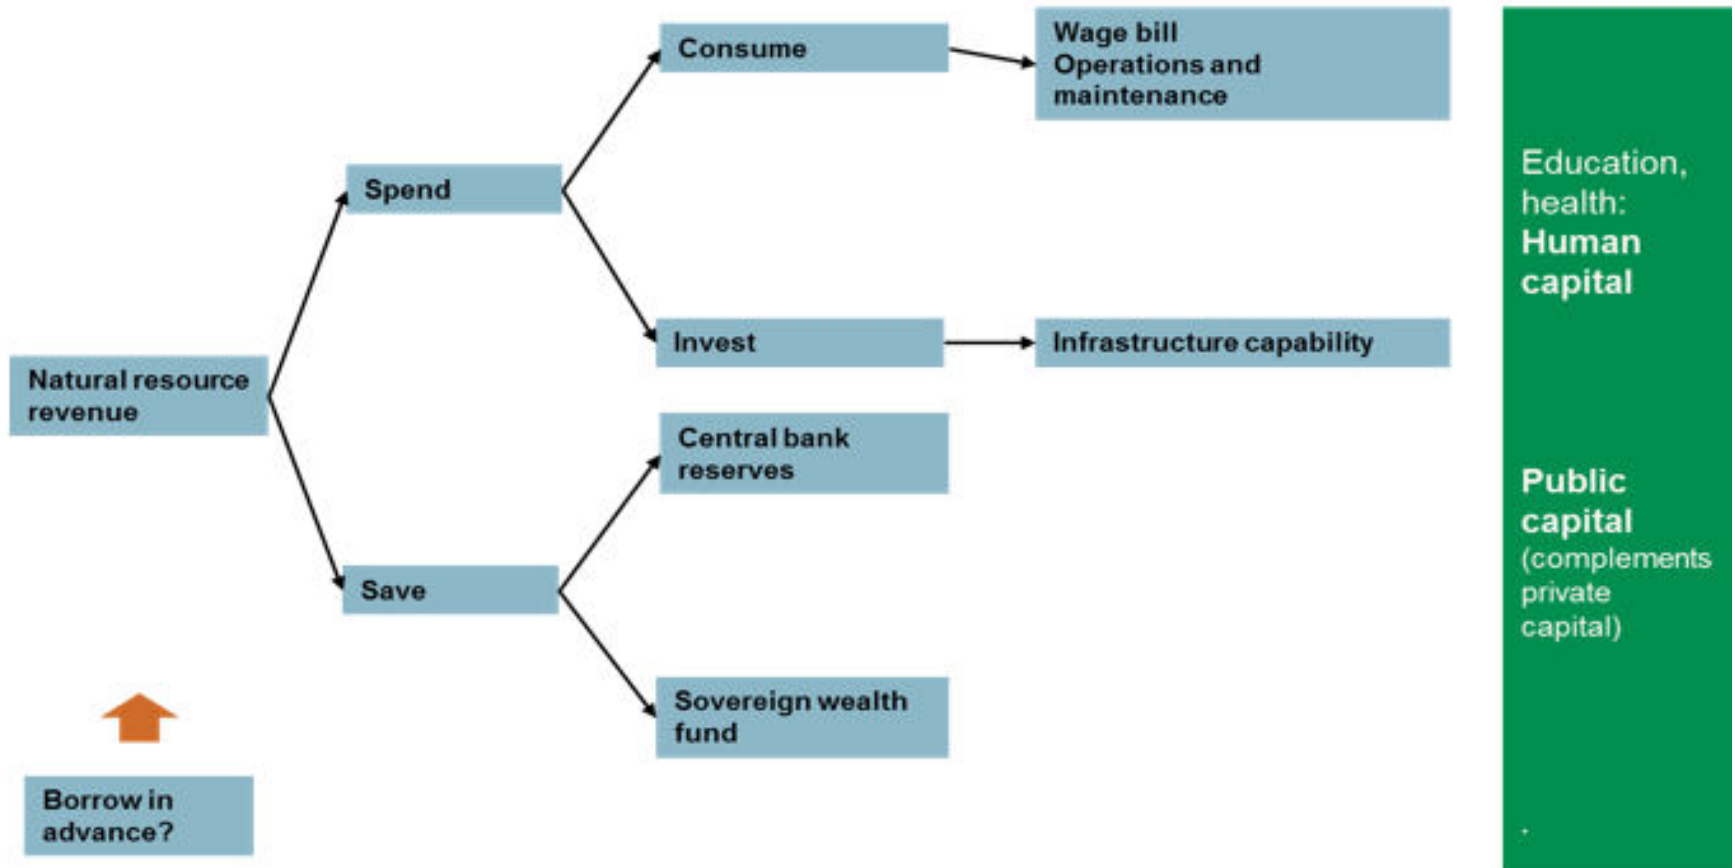 Consume
Wage bill
Operations and
maintenance
Spend
Invest
Infrastructure capability
Natural resource
revenue
Central bank
reserves
Save
Sovereign wealth
fund
Borrow in
advance?
Education,
health:
Human
capital
Public
capital
(complements
private
capital)
.